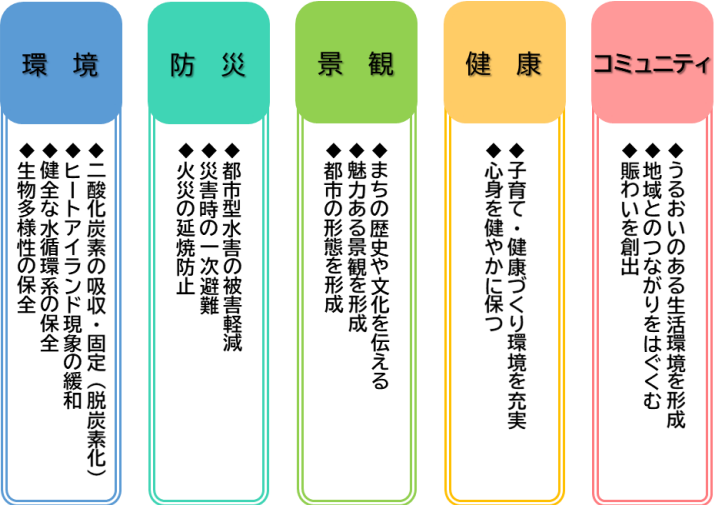 環　境
◆二酸化炭素の吸収・固定（脱炭素化）
◆ヒートアイランド現象の緩和
◆健全な水循環系の保全
◆生物多様性の保全
防　災
◆都市型水害の被害軽減
◆災害時の一次避難
◆火災の延焼防止
景　観
◆まちの歴史や文化を伝える
◆魅力ある景観を形成
◆都市の形態を形成
健　康
◆子育て・健康づくり環境を充実
◆心身を健やかに保つ
コミュニティ
◆うるおいのある生活環境を形成
◆地域とのつながりをはぐくむ
◆賑わいを創出